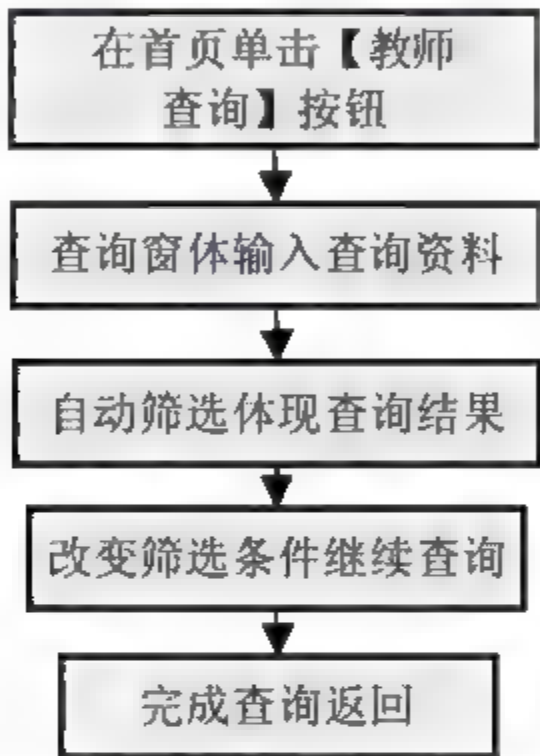 在首页单击【教师
查询】按钮
查询窗体输入查询资料
自动筛选体现查询结果
改变筛选条件继续查询
完成查询返回